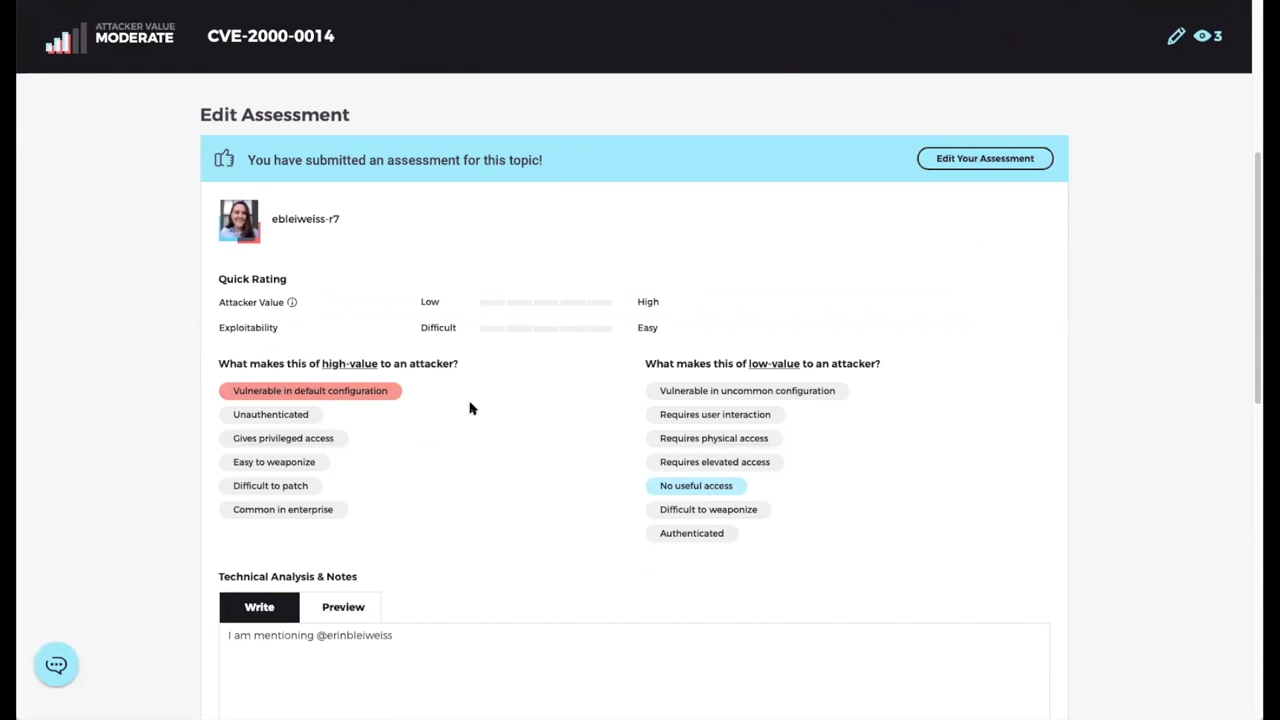 ATTACKER VALUE
MODERATE
CVE-2000-0014
3
Edit Assessment
You have submitted an assessment for this topic!
Edit Your Assessment
ebleiweiss-r7
Quick Rating
Attacker Value
Low
High
Exploitability
Difficult
Easy
What makes this of high-value to an attacker?
Vulnerable in default configuration
Unauthenticated
Gives privileged access
Easy to weaponize
Difficult to patch
Common in enterprise
What makes this of low-value to an attacker?
Vulnerable in uncommon configuration
Requires user interaction
Requires physical access
Requires elevated access
No useful access
Difficult to weaponize
Authenticated
Technical Analysis & Notes
Write
Preview
I am mentioning @erinbleiweiss